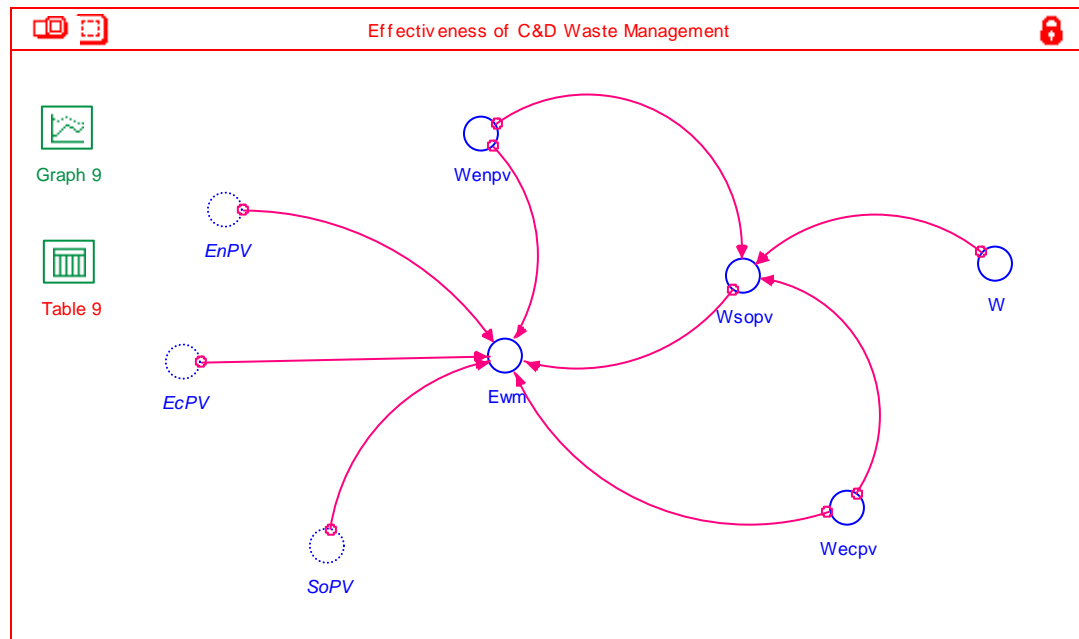 Effectiveness of C&D Waste Management
Graph 9
Table 9
Wenpv
EnPV
Wsopv
W
EcPV
Ewm
Wecpv
SoPV